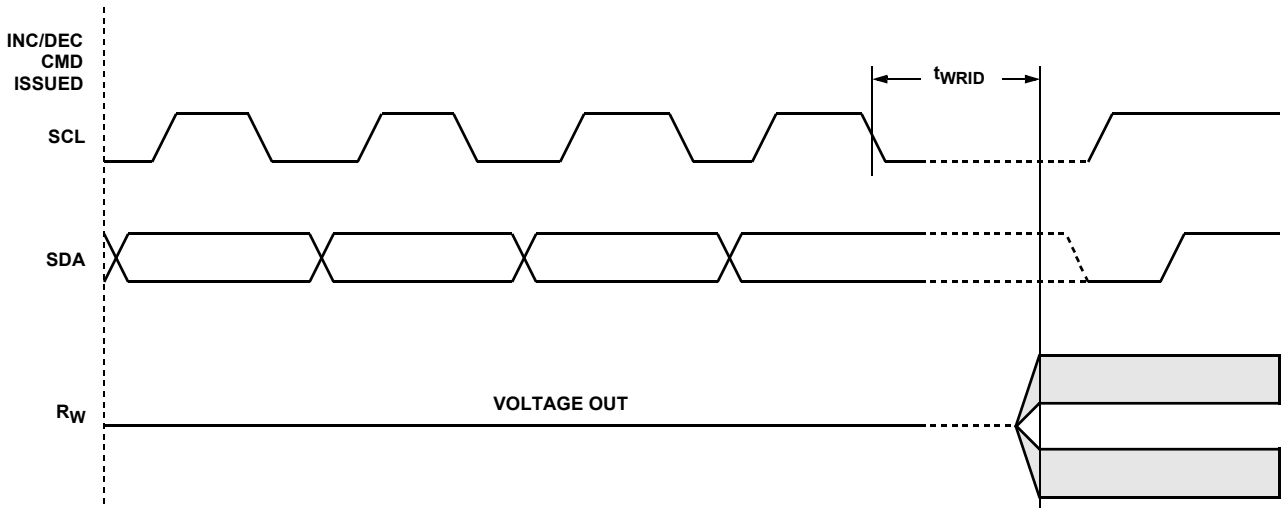 INC/DEC
CMD
ISSUED
tWRID
SCL
SDA
VOLTAGE OUT
RW